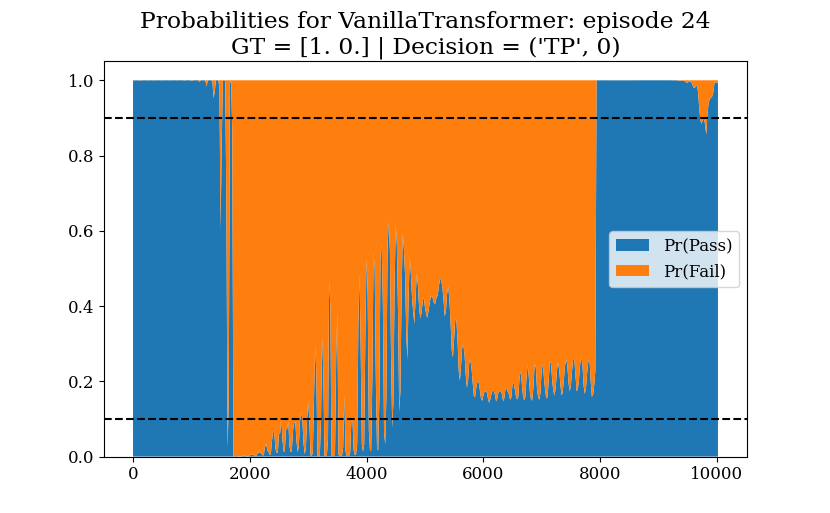 Probabilities for VanillaTransformer: episode 24
GT = [1. 0.] | Decision = ('TP', 0)
1.0
0.8
0.6
0.4
0.2
0.0
Pr(Pass)
Pr(Fail)
0 2000 4000 6000 8000 10000